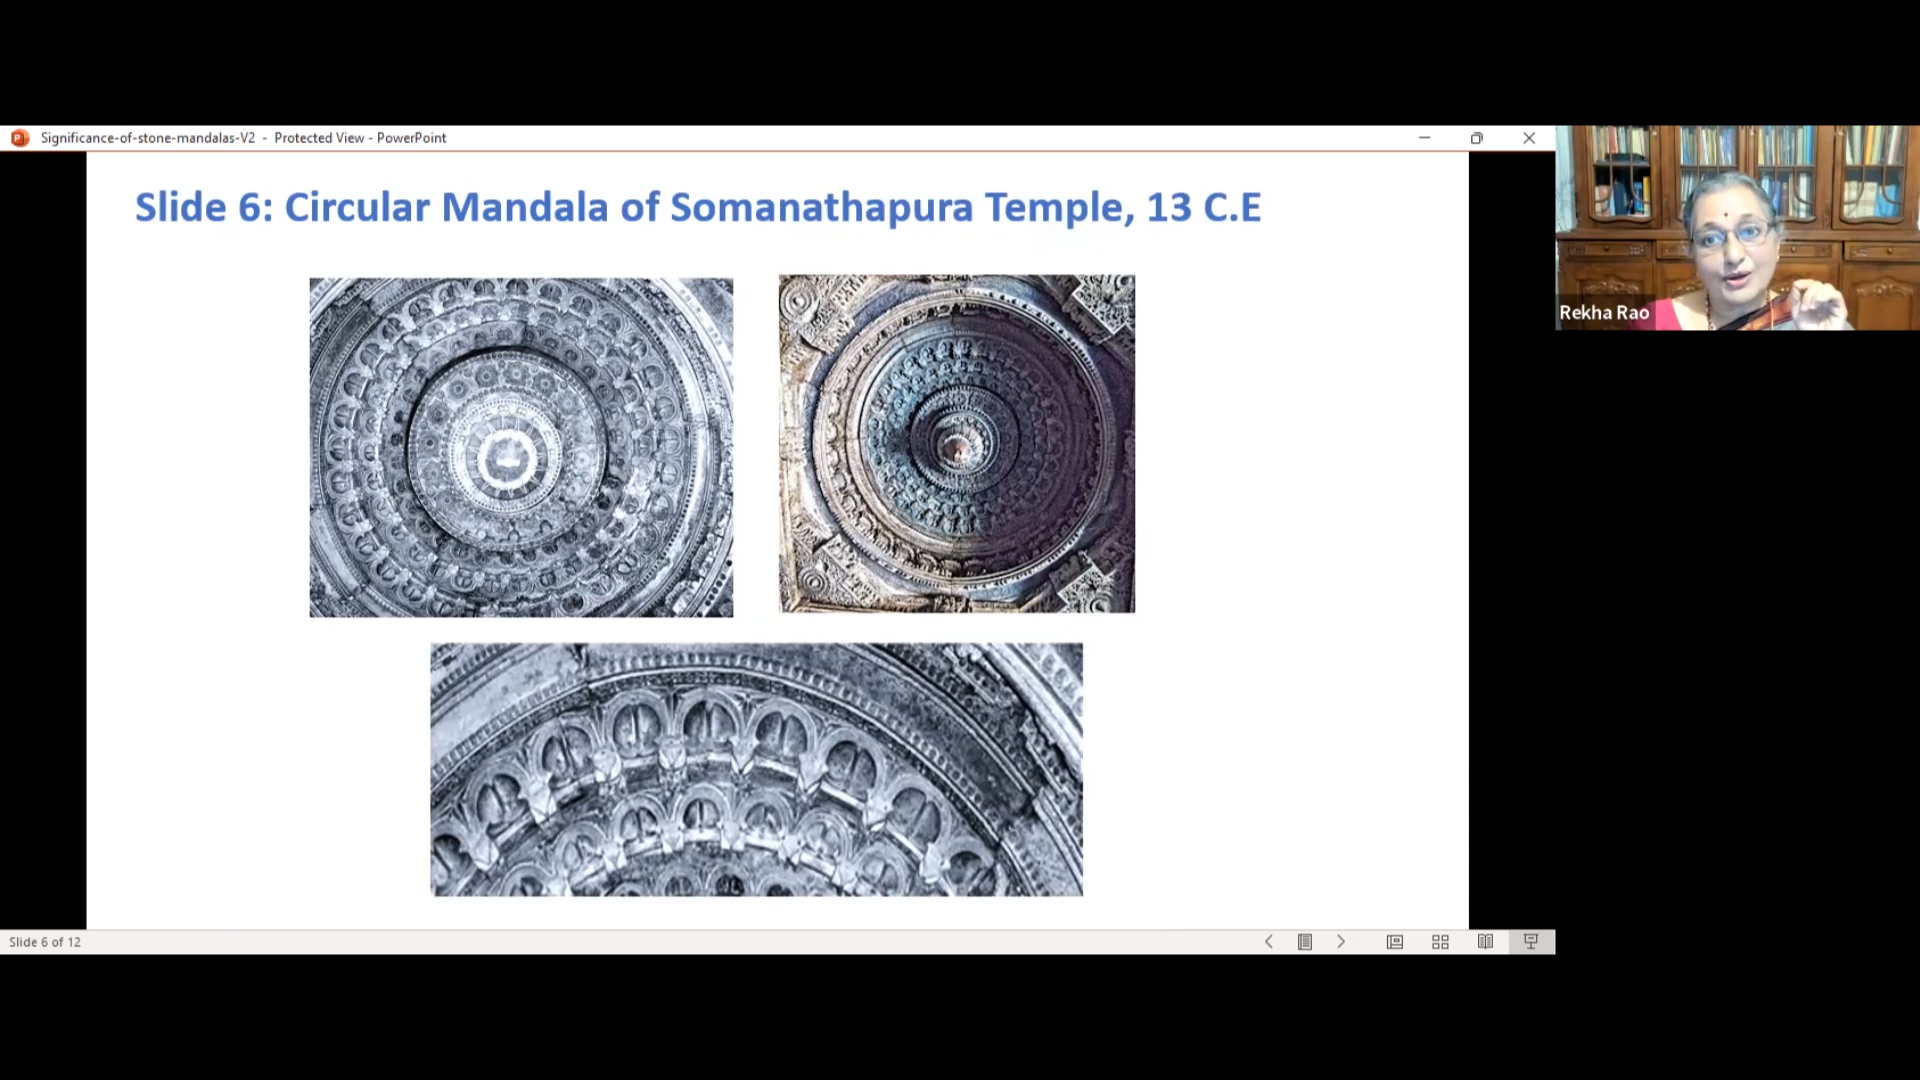 Significance-of-stone-mandalas-V2 - Protected View - PowerPoint
Slide 6: Circular Mandala of Somanathapura Temple, 13 C.E
Rekha Rao
Slide 6 of 12